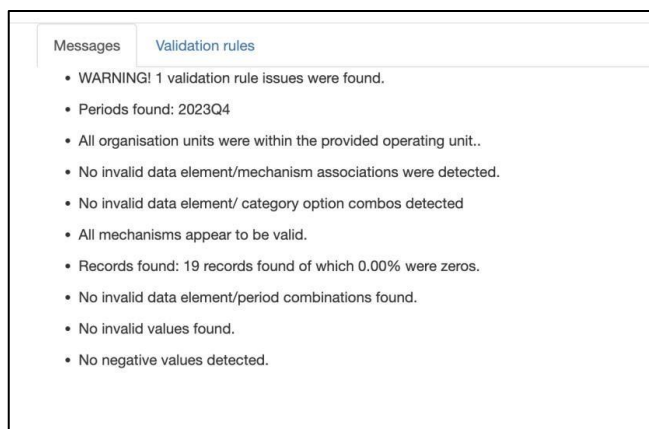 Messages Validation rules
• WARNING! 1 validation rule issues were found.
• Periods found: 2023Q4
• All organisation units were within the provided operating unit..
• No invalid data element/mechanism associations were detected.
• No invalid data element/ category option combos detected
• All mechanisms appear to be valid.
• Records found: 19 records found of which 0.00% were zeros.
• No invalid data element/period combinations found.
• No invalid values found.
• No negative values detected.